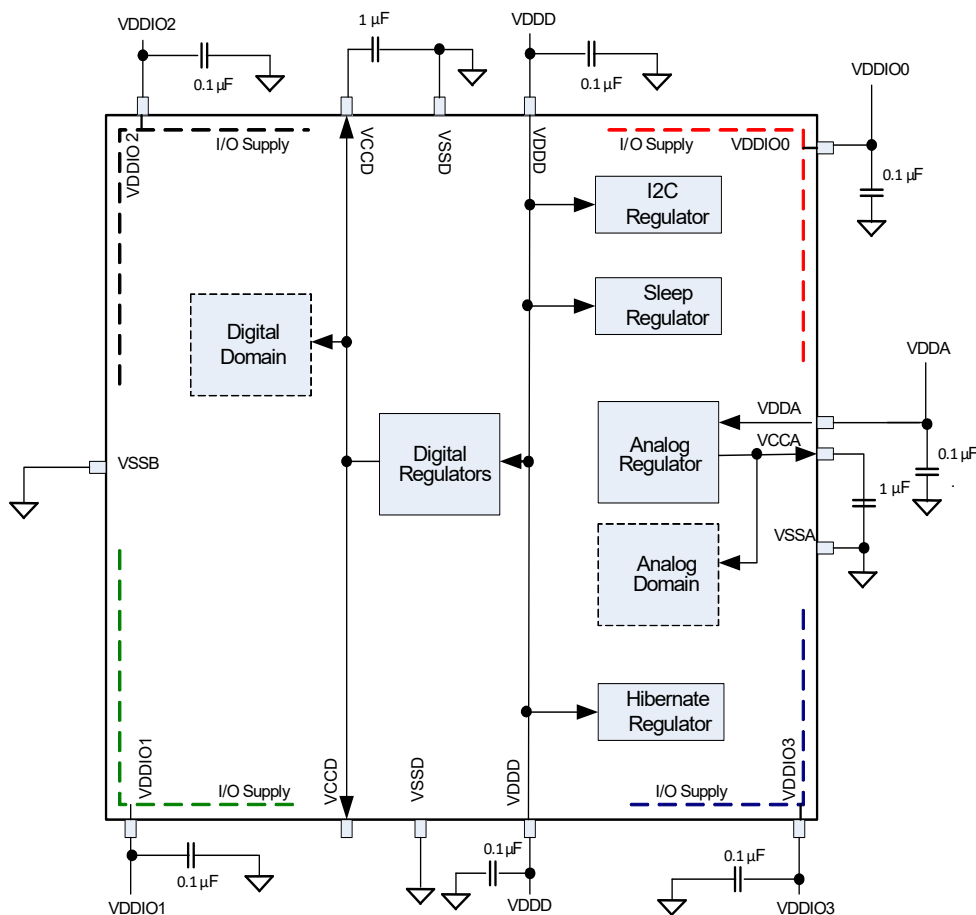 VDDIO2
0.1 µF
1 µF
VDDD
0.1 µF
VDDIO0
0.1 µF
VDDIO2
I/O Supply
VCCD
VSSD
VDDD
I/O Supply
VDDIO0
I2C
Regulator
Sleep
Regulator
Digital
Domain
VDDA
VDDA
VCCA
0.1 µF
.
1 µF
Analog
Regulator
Digital
Regulators
VSSB
VSSA
Analog
Domain
Hibernate
Regulator
VDDIO1
I/O Supply
VCCD
VSSD
VDDD
I/O Supply
VDDIO3
0.1 µF
VDDIO1
0.1 µF
VDDD
0.1 µF
VDDIO3